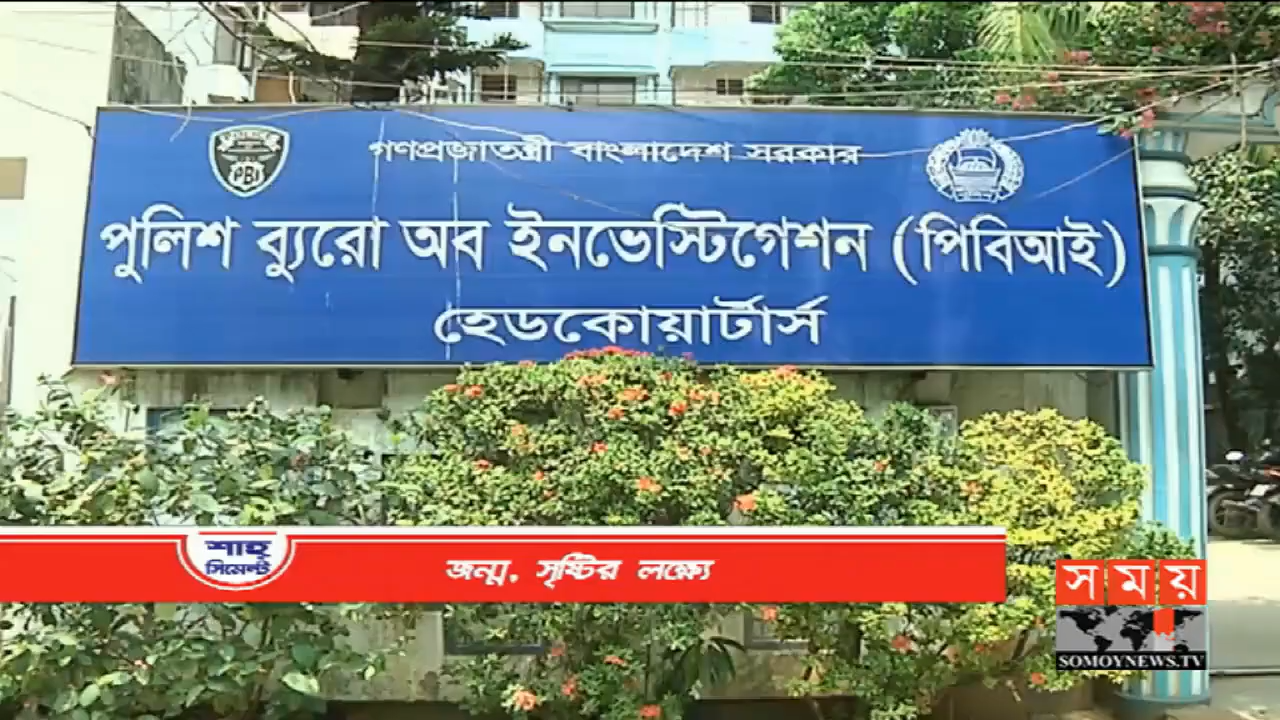 গণপ্রজাতন্ত্রী বাংলাদেশ সরকার
PBI
পুলিশ ব্যুরো অব ইনভেস্টিগেশন (পিবিআই)
হেডকোয়ার্টার্স
শাহ্
সিমেন্ট
জন্ম, সৃষ্টির লক্ষ্যে
সময়
SOMOYNEWS.TV